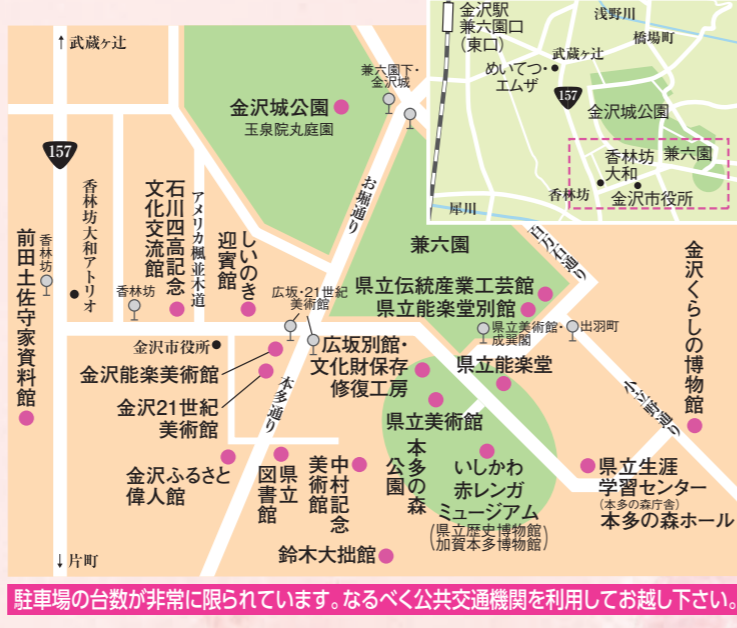 ↑武蔵ヶ辻
157
香林坊大和アトリオ
香林坊
前田土佐守家資料館
香林坊
石川四高記念
文化交流館
アメリカ楓並木道
しいのき
迎賓館
金沢城公園
玉泉院丸庭園
兼六園下・
金沢城
お堀通り
兼六園
百万石通り
広坂・21世紀
美術館
県立伝統産業工芸館
県立能楽堂別館
県立美術館・
成巽閣
出羽町
金沢くらしの博物館
金沢市役所
金沢能楽美術館
金沢21世紀
美術館
本多通り
広坂別館・
文化財保存
修復工房
県立能楽堂
県立美術館
小立野通り
金沢ふるさと
偉人館
県立
図書館
中村記念
美術館
本多の森
公園
いしかわ
赤レンガ
ミュージアム
(県立歴史博物館)
(加賀本多博物館)
県立生涯
学習センター
(本多の森庁舎)
本多の森ホール
鈴木大拙館
↓片町
金沢駅
兼六園口
(東口)
浅野川
橋場町
武蔵ヶ辻
めいてつ・
エムザ
157
金沢城公園
香林坊
大和
兼六園
香林坊
金沢市役所
犀川
駐車場の台数が非常に限られています。なるべく公共交通機関を利用してお越し下さい。